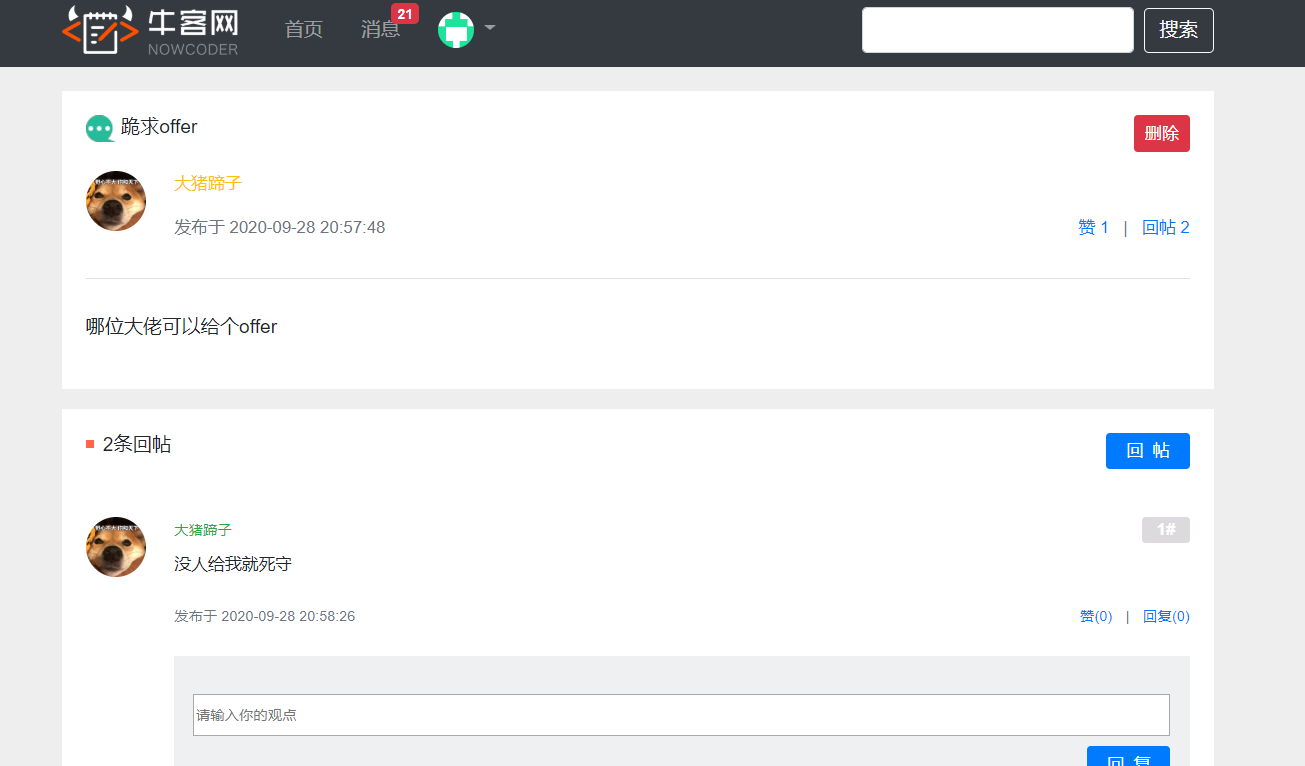 牛客网
NOWCODER
首页
消息
21
搜索
跪求offer
删除
大猪蹄子
发布于 2020-09-28 20:57:48
赞 1 | 回帖 2
哪位大佬可以给个offer
2条回帖
回 帖
大猪蹄子
1#
没人给我就死守
发布于 2020-09-28 20:58:26
赞(0) | 回复(0)
请输入你的观点
回 复